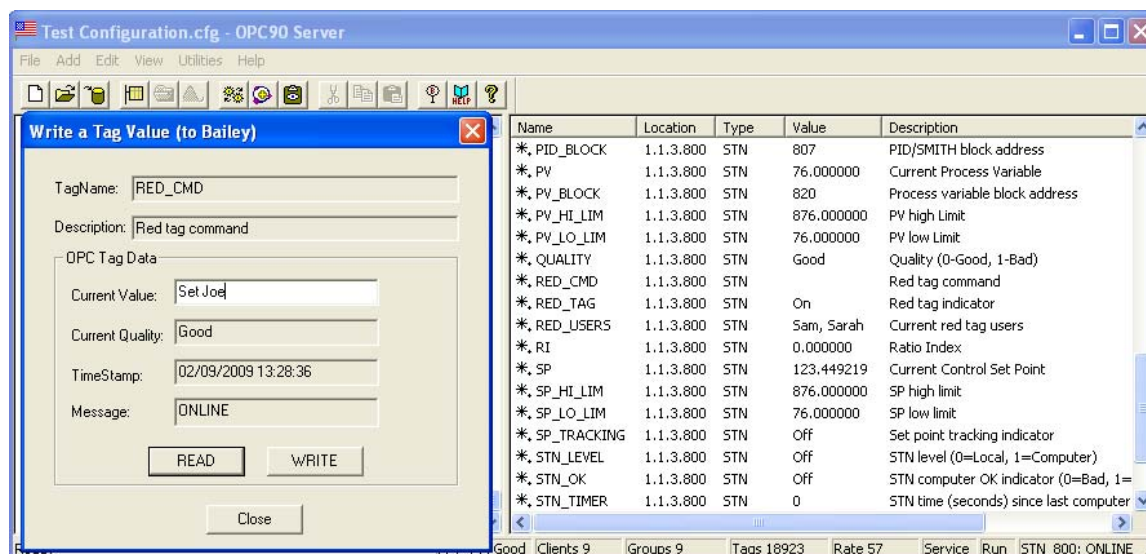 Test Configuration.cfg - OPC90 Server
File Add Edit View Utilities Help
HELP
Write a Tag Value (to Bailey)
TagName: RED_CMD
Description: Red tag command
OPC Tag Data
Current Value: Set Joe
Current Quality: Good
TimeStamp: 02/09/2009 13:28:36
Message: ONLINE
READ WRITE
Close
Name Location Type Value Description
PID_BLOCK 1.1.3.800 STN 807 PID/SMITH block address
PV 1.1.3.800 STN 76.000000 Current Process Variable
PV_BLOCK 1.1.3.800 STN 820 Process variable block address
PV_HI_LIM 1.1.3.800 STN 876.000000 PV high Limit
PV_LO_LIM 1.1.3.800 STN 76.000000 PV low Limit
QUALITY 1.1.3.800 STN Good Quality (0-Good, 1-Bad)
RED_CMD 1.1.3.800 STN Red tag command
RED_TAG 1.1.3.800 STN On Red tag indicator
RED_USERS 1.1.3.800 STN Sam, Sarah Current red tag users
RI 1.1.3.800 STN 0.000000 Ratio Index
SP 1.1.3.800 STN 123.449219 Current Control Set Point
SP_HI_LIM 1.1.3.800 STN 876.000000 SP high limit
SP_LO_LIM 1.1.3.800 STN 76.000000 SP low limit
SP_TRACKING 1.1.3.800 STN Off Set point tracking indicator
STN_LEVEL 1.1.3.800 STN Off STN level (0=Local, 1=Computer)
STN_OK 1.1.3.800 STN Off STN computer OK indicator (0=Bad, 1=
STN_TIMER 1.1.3.800 STN 0 STN time (seconds) since last computer
Good Clients 9 Groups 9 Tags 18923 Rate 57 Service Run STN_800: ONLINE